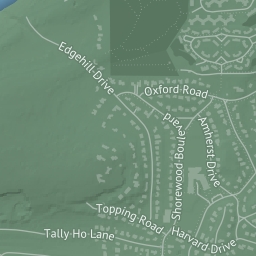 Edgehill Drive
Oxford Road
Shorewood Boulevard
Amherst Drive
Topping Road
Tally Ho Lane
Harvard Drive